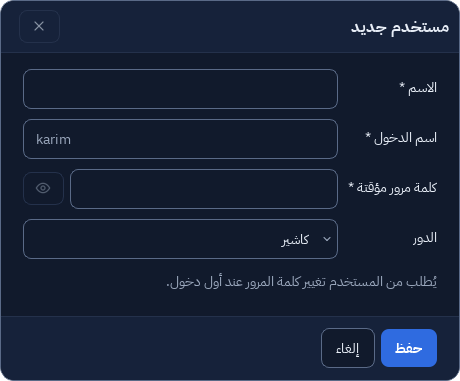 مستخدم جديد
الاسم *
اسم الدخول *
karim
كلمة مرور مؤقتة *
الدور
كاشير
يُطلب من المستخدم تغيير كلمة المرور عند أول دخول.
حفظ
إلغاء